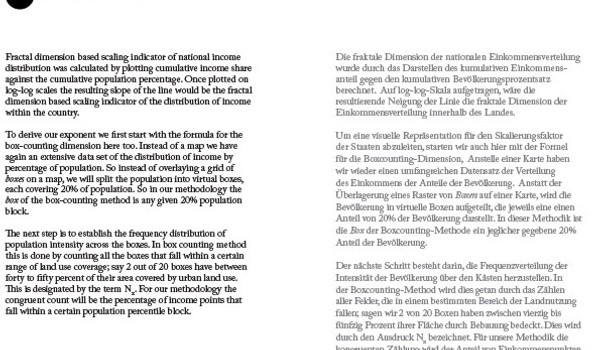 Fractal dimension based scaling indicator of national income
distribution was calculated by plotting cumulative income share
against the cumulative population percentage. Once plotted on
log-log scales the resulting slope of the line would be the fractal
dimension based scaling indicator of the distribution of income
within the country.
To derive our exponent we first start with the formula for the
box-counting dimension here too. Instead of a map we have
again an extensive data set of the distribution of income by
percentage of population. So instead of overlaying a grid of
boxes on a map, we will split the population into virtual boxes,
each covering 20% of population. So in our methodology the
box of the box-counting method is any given 20% population
block.
The next step is to establish the frequency distribution of
population intensity across the boxes. In box counting method
this is done by counting all the boxes that fall within a certain
range of land use coverage; say 2 out of 20 boxes have between
forty to fifty percent of their area covered by urban land use.
This is designated by the term Nₑ. For our methodology the
congruent count will be the percentage of income points that
fall within a certain population percentile block.
Die fraktale Dimension der nationalen Einkommensverteilung
wurde durch das Darstellen des kumulativen Einkommens-
anteil gegen den kumulativen Bevölkerungsprozentsatz
berechnet. Auf log-log-Skala aufgetragen, wäre die
resultierende Neigung der Linie die fraktale Dimension der
Einkommensverteilung innerhalb des Landes.
Um eine visuelle Repräsentation für den Skalierungsfaktor
der Staaten abzuleiten, starten wir auch hier mit der Formel
für die Boxcounting-Dimension, Anstelle einer Karte haben
wir wieder einen umfangreichen Datensatz der Verteilung
des Einkommens der Anteile der Bevölkerung. Anstatt der
Überlagerung eines Raster von Boxen auf einer Karte, wird die
Bevölkerung in virtuelle Boxen aufgeteilt, die jeweils eine einen
Anteil von 20% der Bevölkerung darstellt. In dieser Methodik ist
die Box der Boxcounting-Methode ein jeglicher gegebene 20%
Anteil der Bevölkerung.
Der nächste Schritt besteht darin, die Frequenzverteilung der
Intensität der Bevölkerung über den Kästen herzustellen. In
der Boxcounting-Method wird dies getan durch das Zählen
aller Felder, die in einem bestimmten Bereich der Landnutzung
fallen; sagen wir 2 von 20 Boxen haben zwischen vierzig bis
fünfzig Prozent ihrer Fläche durch Bebauung bedeckt. Dies wird
durch den Ausdruck Nₑ bezeichnet. Für unsere Methodik die
kongruenten Zählung wird der Anteil von Einkommenspunkten